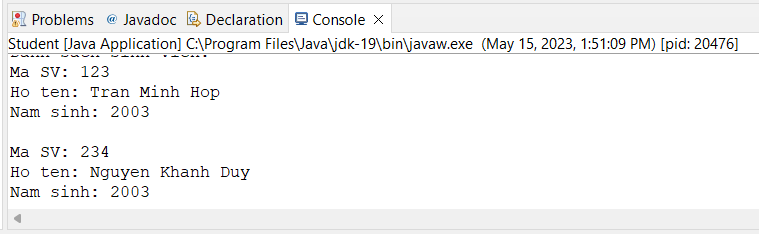 Problems @ Javadoc Declaration Console
Student [Java Application] C:\Program Files\Java\jdk-19\bin\javaw.exe (May 15, 2023, 1:51:09 PM) [pid: 20476]
Ma SV: 123
Ho ten: Tran Minh Hop
Nam sinh: 2003
Ma SV: 234
Ho ten: Nguyen Khanh Duy
Nam sinh: 2003